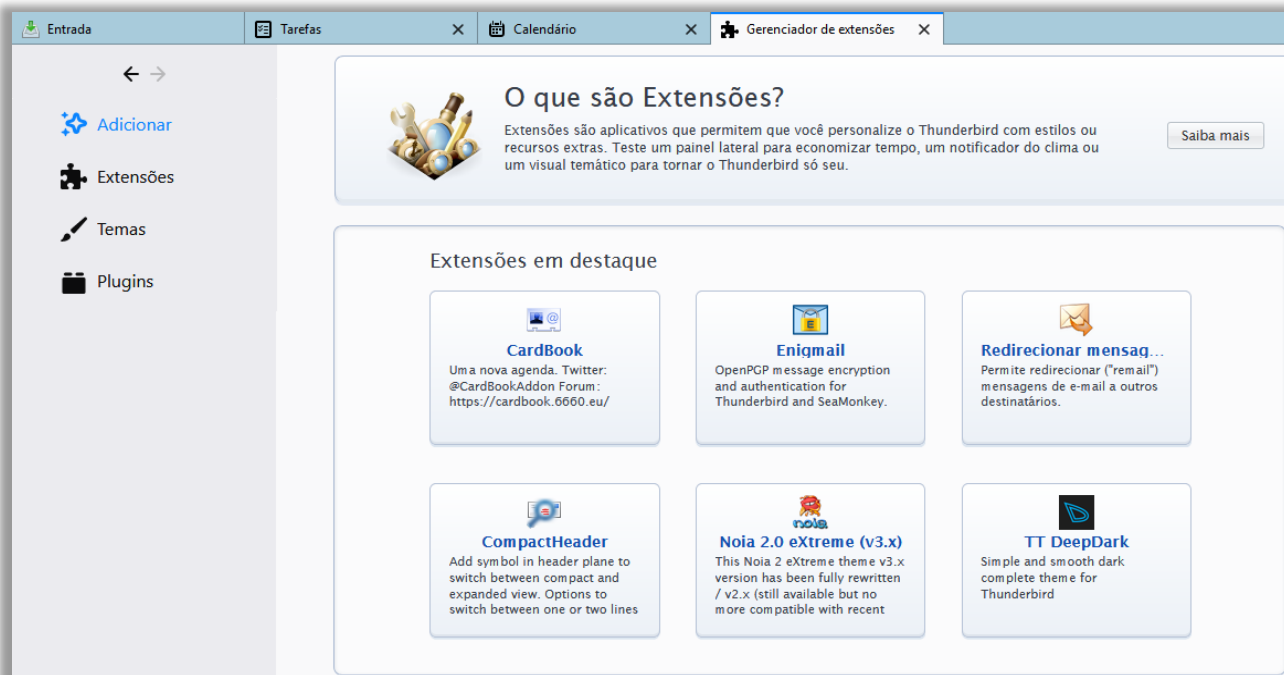 Entrada
Tarefas
Calendário
Gerenciador de extensões
Adicionar
Extensões
Temas
Plugins
O que são Extensões?
Extensões são aplicativos que permitem que você personalize o Thunderbird com estilos ou
recursos extras. Teste um painel lateral para economizar tempo, um notificador do clima ou
um visual temático para tornar o Thunderbird só seu.
Saiba mais
Extensões em destaque
CardBook
Uma nova agenda. Twitter:
@CardBookAddon Forum:
https://cardbook.6660.eu/
Enigmail
OpenPGP message encryption
and authentication for
Thunderbird and SeaMonkey.
Redirecionar mensag...
Permite redirecionar ("remail")
mensagens de e-mail a outros
destinatários.
CompactHeader
Add symbol in header plane to
switch between compact and
expanded view. Options to
switch between one or two lines
noia
Noia 2.0 eXtreme (v3.x)
This Noia 2 eXtreme theme v3.x
version has been fully rewritten
/ v2.x (still available but no
more compatible with recent
TT DeepDark
Simple and smooth dark
complete theme for
Thunderbird